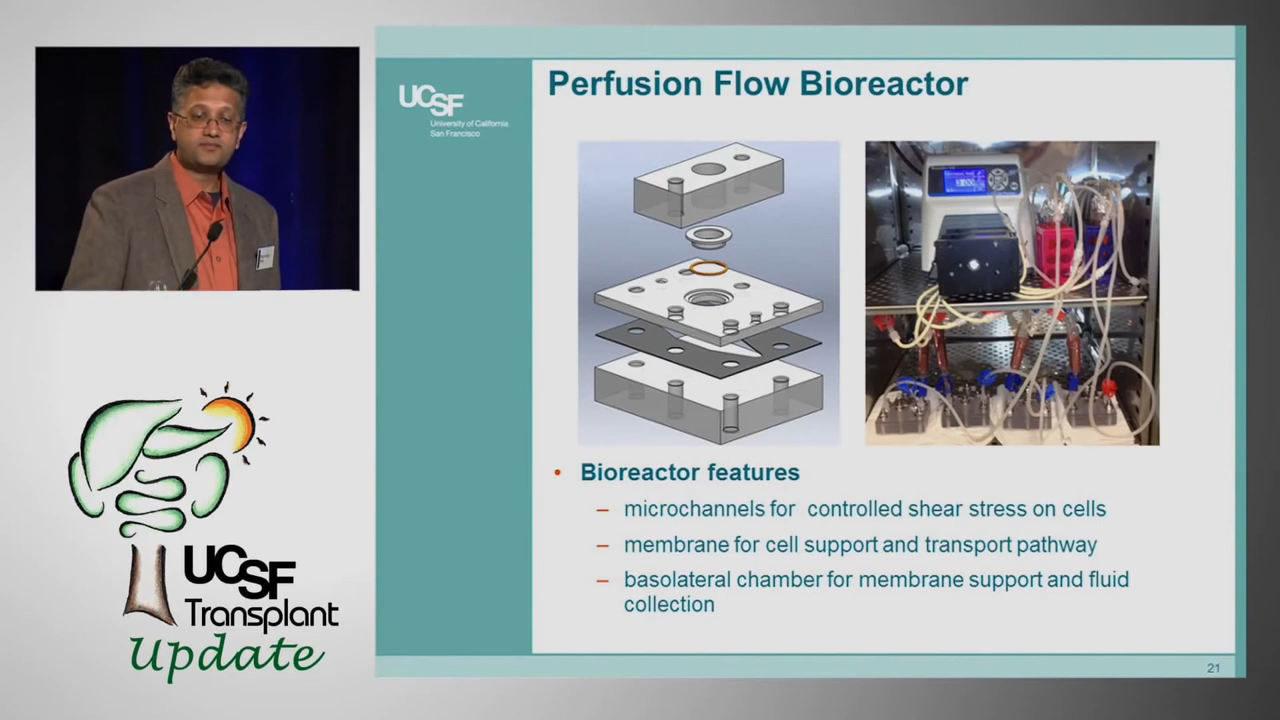 Perfusion Flow Bioreactor
UCSF
University of California
San Francisco
• Bioreactor features
– microchannels for controlled shear stress on cells
– membrane for cell support and transport pathway
– basolateral chamber for membrane support and fluid
collection
21
UCSF
Transplant
Update